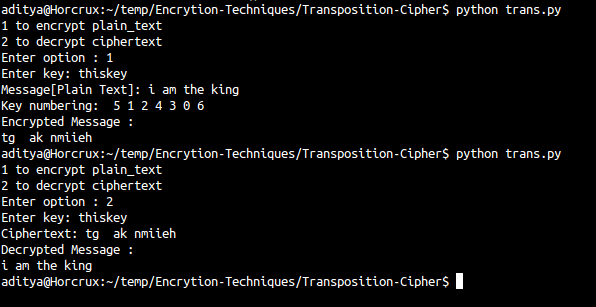 aditya@Horcrux:~/temp/Encrytion-Techniques/Transposition-Cipher$ python trans.py
1 to encrypt plain_text
2 to decrypt ciphertext
Enter option : 1
Enter key: thiskey
Message[Plain Text]: i am the king
Key numbering:  5 1 2 4 3 0 6
Encrypted Message :
tg  ak nmiieh
aditya@Horcrux:~/temp/Encrytion-Techniques/Transposition-Cipher$ python trans.py
1 to encrypt plain_text
2 to decrypt ciphertext
Enter option : 2
Enter key: thiskey
Ciphertext: tg  ak nmiieh
Decrypted Message :
i am the king
aditya@Horcrux:~/temp/Encrytion-Techniques/Transposition-Cipher$